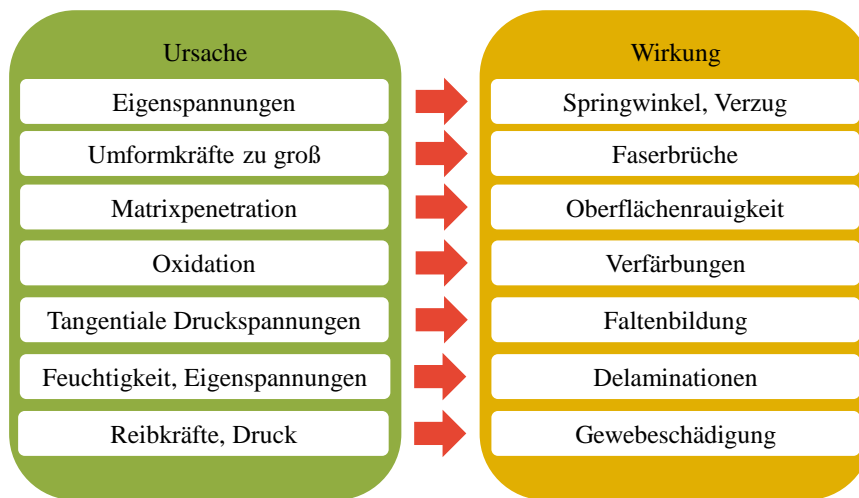 Ursache
Wirkung
Eigenspannungen
Springwinkel, Verzug
Umformkräfte zu groß
Faserbrüche
Matrixpenetration
Oberflächenrauigkeit
Oxidation
Verfärbungen
Tangentiale Druckspannungen
Faltenbildung
Feuchtigkeit, Eigenspannungen
Delaminationen
Reibkräfte, Druck
Gewebeschädigung